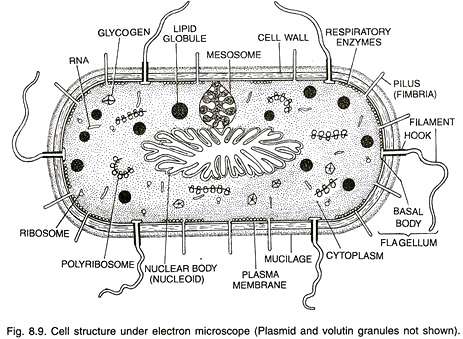 GLYCOGEN
LIPID
GLOBULE
MESOSOME
CELL WALL
RESPIRATORY
ENZYMES
RNA
PILUS
(FIMBRIA)
FILAMENT
HOOK
BASAL
BODY
FLAGELLUM
RIBOSOME
POLYRIBOSOME
NUCLEAR BODY
(NUCLEOID)
PLASMA
MEMBRANE
MUCILAGE
CYTOPLASM
Fig. 8.9. Cell structure under electron microscope (Plasmid and volutin granules not shown).